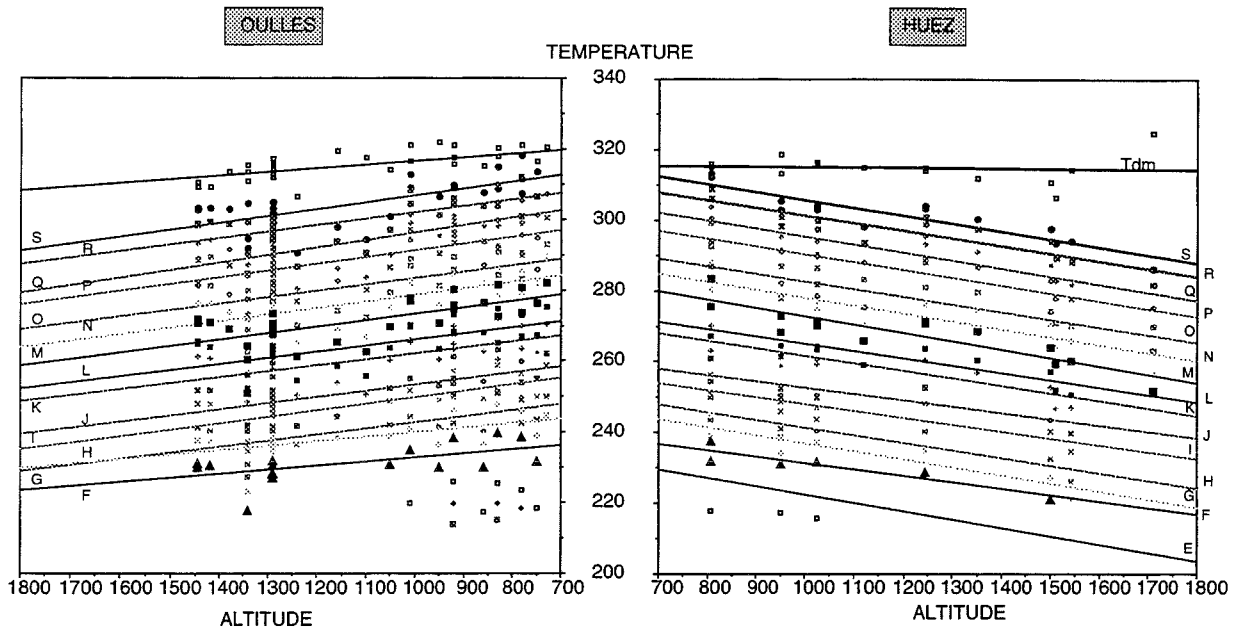 OULLES
HUEZ
TEMPERATURE
340
320
300
280
260
240
220
200
S
R
Q
P
O
N
M
L
K
J
I
H
G
F
Tdm
S
R
Q
P
O
N
M
L
K
J
I
H
G
F
E
1800 1700 1600 1500 1400 1300 1200 1100 1000 900 800 700
700 800 900 1000 1100 1200 1300 1400 1500 1600 1700 1800
ALTITUDE
ALTITUDE